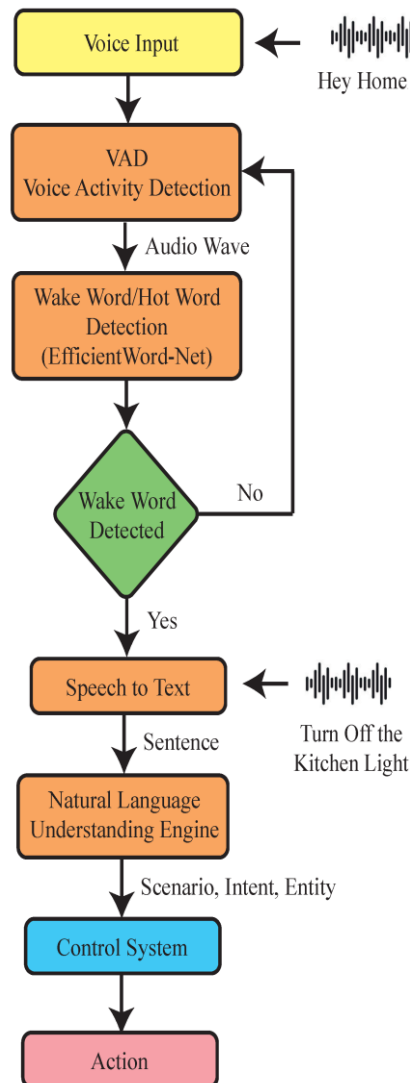 Voice Input
Hey Home
VAD
Voice Activity Detection
Audio Wave
Wake Word/Hot Word
Detection
(EfficientWord-Net)
No
Wake Word
Detected
Yes
Speech to Text
Turn Off the
Kitchen Light
Sentence
Natural Language
Understanding Engine
Scenario, Intent, Entity
Control System
Action